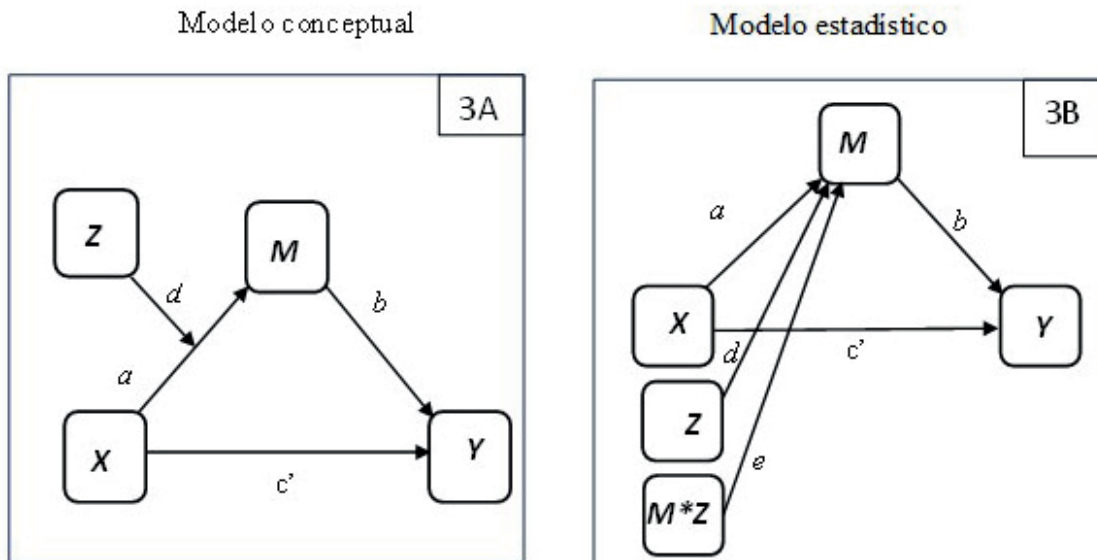 Modelo conceptual
Modelo estadístico
3A
Z
M
d
b
a
X
Y
c'
3B
M
a
b
X
Y
d
c'
Z
e
M*Z